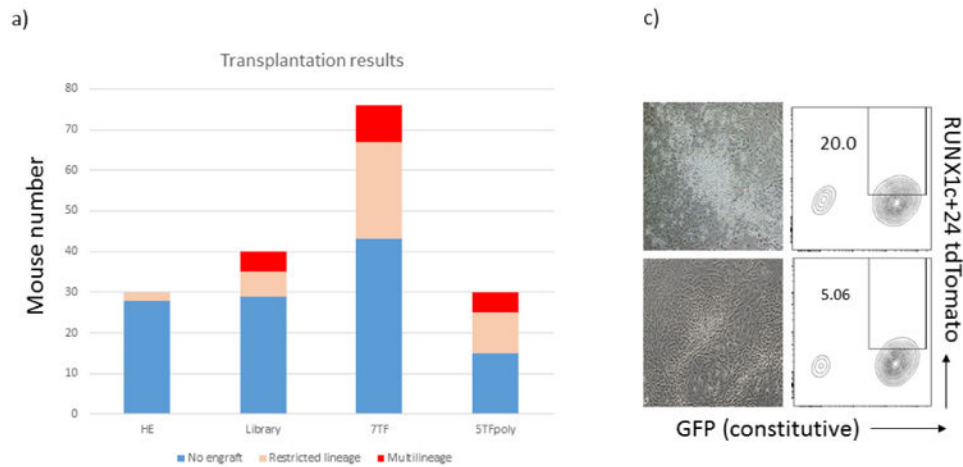 a)
Transplantation results
Mouse number
80
70
60
50
40
30
20
10
0
HE Library 7TF 5TFpoly
No engraft Restricted lineage Multilineage
c)
20.0
5.06
RUNX1c+24 tdTomato
GFP (constitutive)